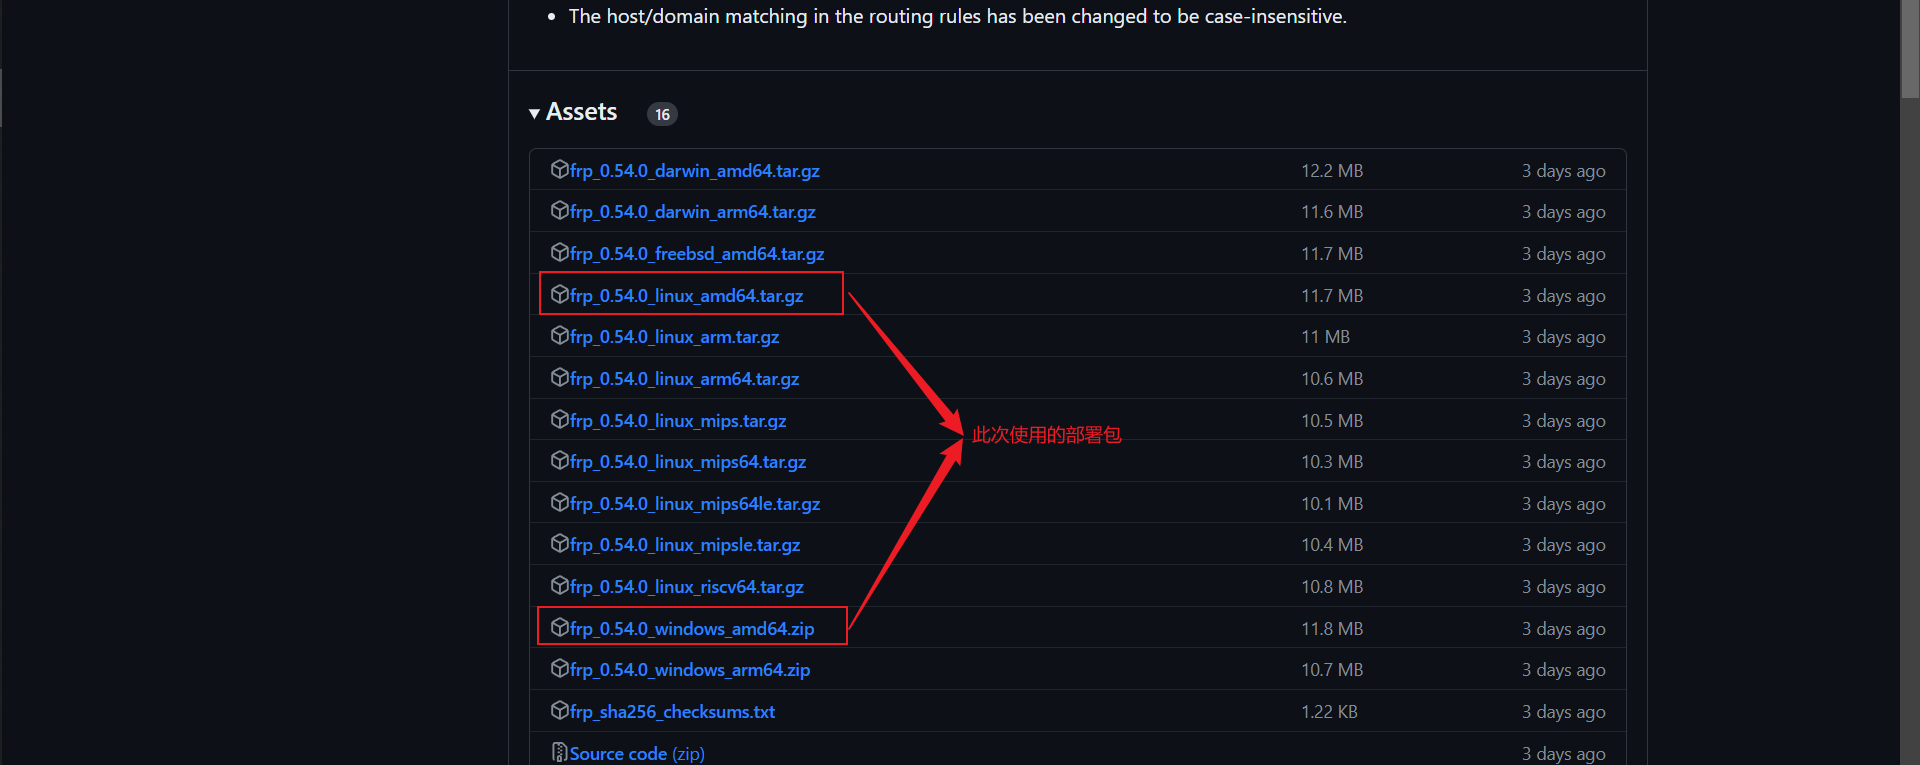 The host/domain matching in the routing rules has been changed to be case-insensitive.
Assets 16
frp_0.54.0_darwin_amd64.tar.gz 12.2 MB 3 days ago
frp_0.54.0_darwin_arm64.tar.gz 11.6 MB 3 days ago
frp_0.54.0_freebsd_amd64.tar.gz 11.7 MB 3 days ago
frp_0.54.0_linux_amd64.tar.gz 11.7 MB 3 days ago
frp_0.54.0_linux_arm.tar.gz 11 MB 3 days ago
frp_0.54.0_linux_arm64.tar.gz 10.6 MB 3 days ago
frp_0.54.0_linux_mips.tar.gz 10.5 MB 3 days ago
此次使用的部署包
frp_0.54.0_linux_mips64.tar.gz 10.3 MB 3 days ago
frp_0.54.0_linux_mips64le.tar.gz 10.1 MB 3 days ago
frp_0.54.0_linux_mipsle.tar.gz 10.4 MB 3 days ago
frp_0.54.0_linux_riscv64.tar.gz 10.8 MB 3 days ago
frp_0.54.0_windows_amd64.zip 11.8 MB 3 days ago
frp_0.54.0_windows_arm64.zip 10.7 MB 3 days ago
frp_sha256_checksums.txt 1.22 KB 3 days ago
Source code (zip) 3 days ago